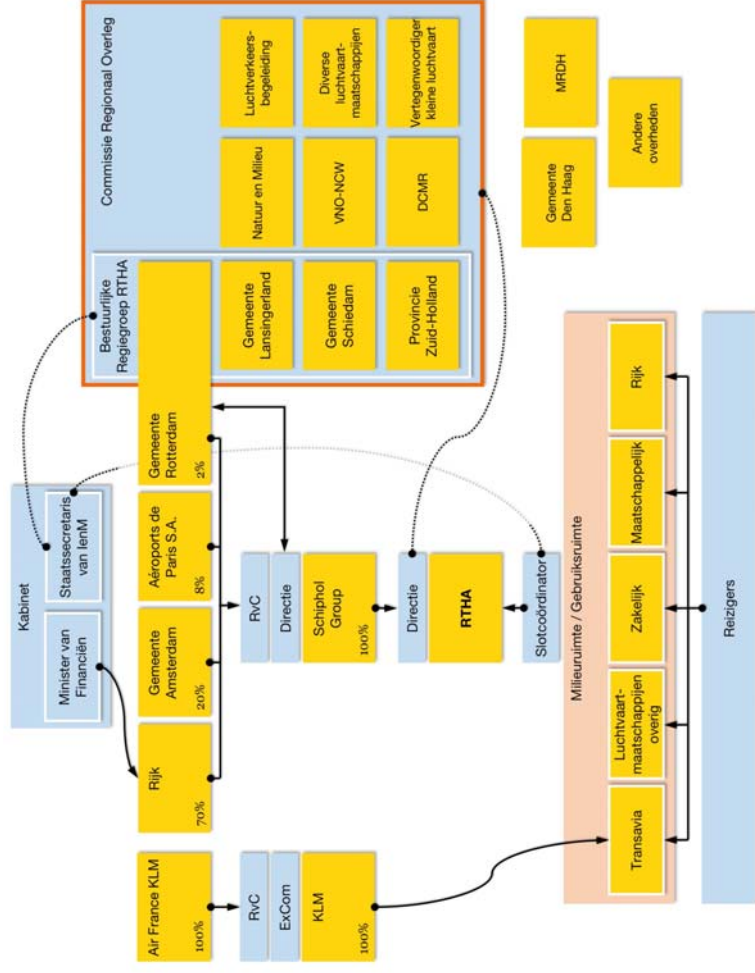 Kabinet
Minister van
Financiën
Staatssecretaris
van IenM
Air France KLM
100%
Rijk
70%
Gemeente
Amsterdam
20%
Aéroports de
Paris S.A.
8%
Gemeente
Rotterdam
2%
Bestuurlijke
Regiegroep RTHA
Commissie Regionaal Overleg
Gemeente
Lansingerland
Natuur en Milieu
Luchtverkeers-
begeleiding
Gemeente
Schiedam
VNO-NCW
Diverse
luchtvaart-
maatschappijen
Provincie
Zuid-Holland
DCMR
Vertegenwoordiger
kleine luchtvaart
RvC
ExCom
KLM
100%
RvC
Directie
Schiphol
Group
100%
Directie
RTHA
Slotcoördinator
Gemeente
Den Haag
MRDH
Andere
overheden
Milieuruimte / Gebruiksruimte
Transavia
Luchtvaart-
maatschappijen
overig
Zakelijk
Maatschappelijk
Rijk
Reizigers